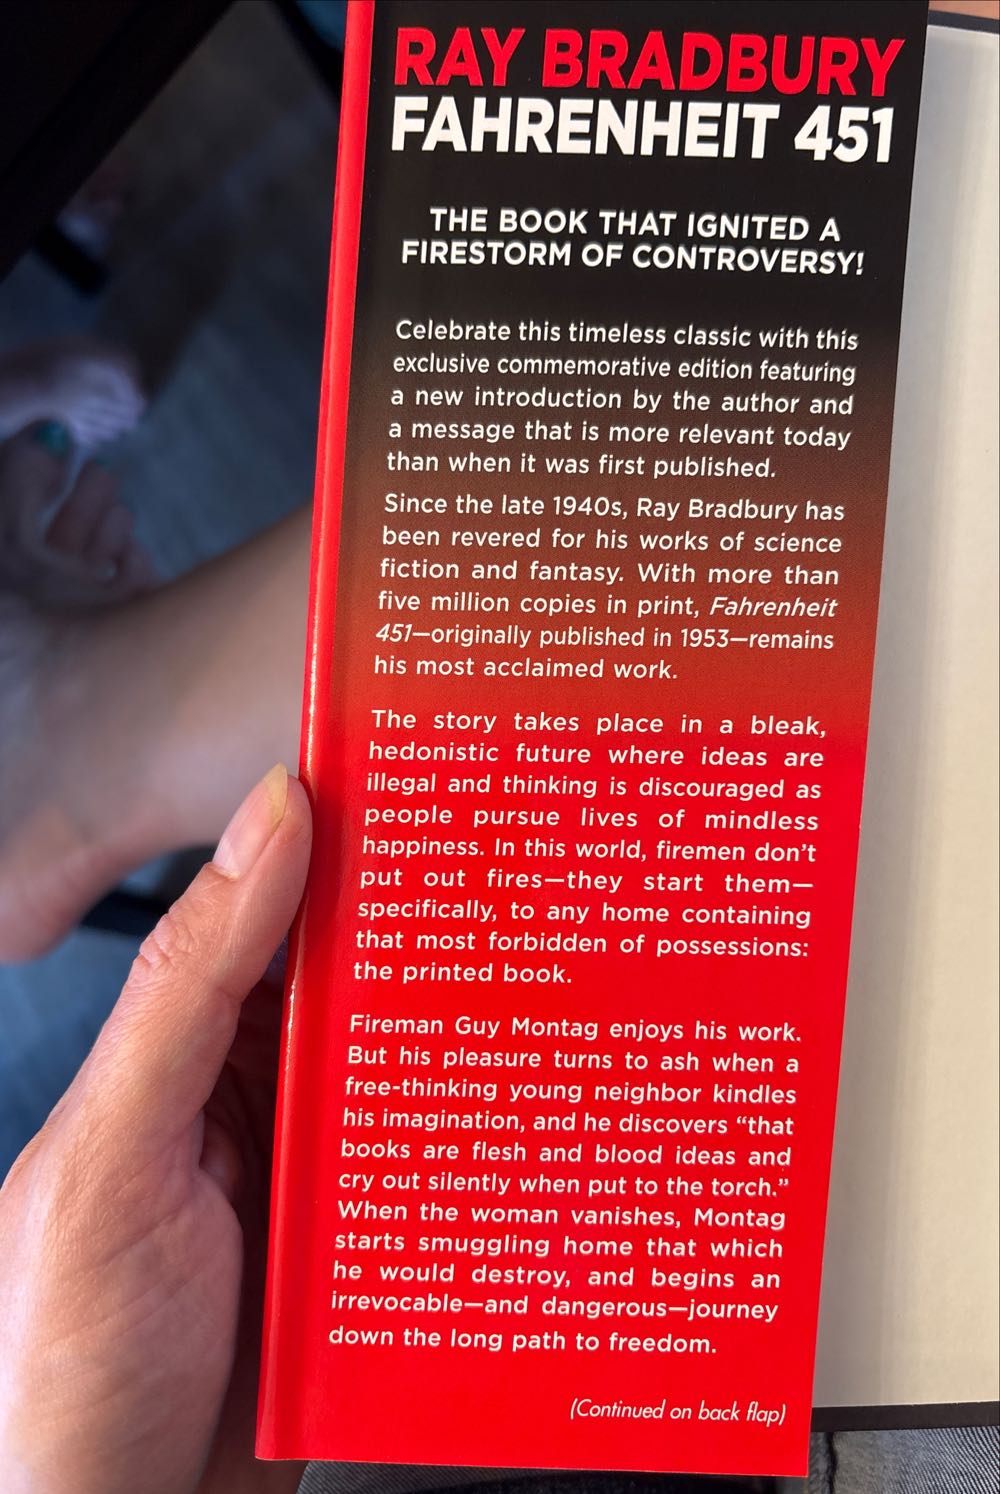 RAY BRADBURY
FAHRENHEIT 451
THE BOOK THAT IGNITED A
FIRESTORM OF CONTROVERSY!
Celebrate this timeless classic with this
exclusive commemorative edition featuring
a new introduction by the author and
a message that is more relevant today
than when it was first published.
Since the late 1940s, Ray Bradbury has
been revered for his works of science
fiction and fantasy. With more than
five million copies in print, Fahrenheit
451—originally published in 1953—remains
his most acclaimed work.
The story takes place in a bleak,
hedonistic future where ideas are
illegal and thinking is discouraged as
people pursue lives of mindless
happiness. In this world, firemen don’t
put out fires—they start them—
specifically, to any home containing
that most forbidden of possessions:
the printed book.
Fireman Guy Montag enjoys his work.
But his pleasure turns to ash when a
free-thinking young neighbor kindles
his imagination, and he discovers “that
books are flesh and blood ideas and
cry out silently when put to the torch.”
When the woman vanishes, Montag
starts smuggling home that which
he would destroy, and begins an
irrevocable—and dangerous—journey
down the long path to freedom.
(Continued on back flap)